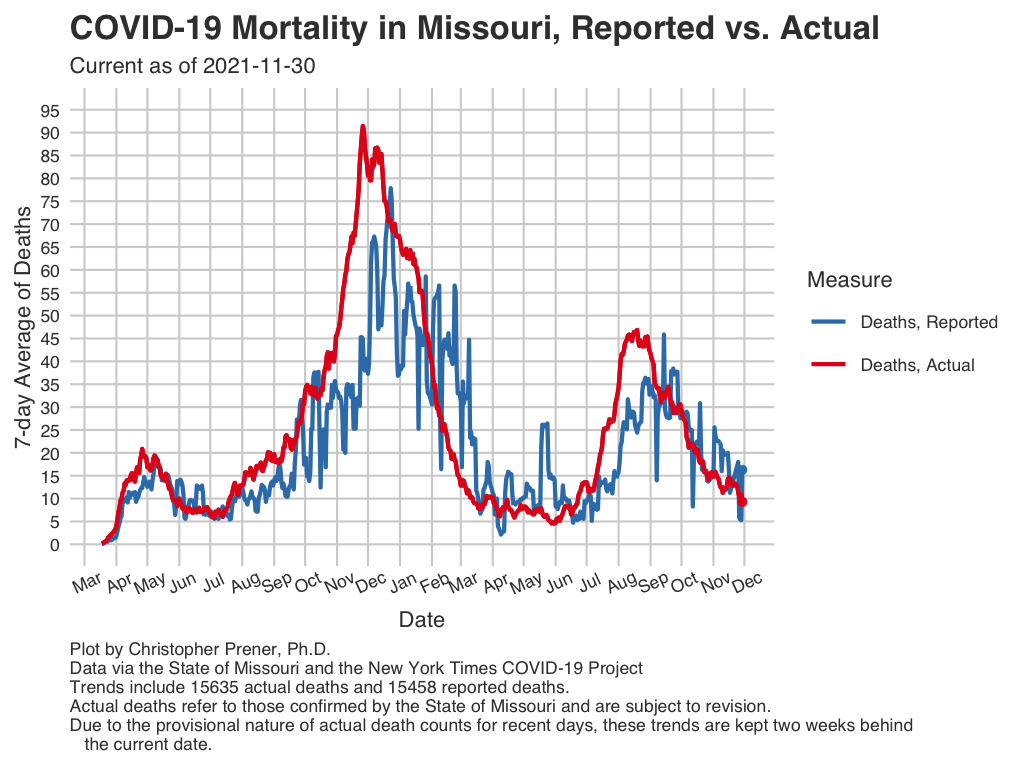 COVID-19 Mortality in Missouri, Reported vs. Actual
Current as of 2021-11-30
95
90
85
80
75
70
65
60
55
50
45
40
35
30
25
20
15
10
5
0
7-day Average of Deaths
Mar Apr May Jun Jul Aug Sep Oct Nov Dec Jan Feb Mar Apr May Jun Jul Aug Sep Oct Nov Dec
Date
Measure
Deaths, Reported
Deaths, Actual
Plot by Christopher Prener, Ph.D.
Data via the State of Missouri and the New York Times COVID-19 Project
Trends include 15635 actual deaths and 15458 reported deaths.
Actual deaths refer to those confirmed by the State of Missouri and are subject to revision.
Due to the provisional nature of actual death counts for recent days, these trends are kept two weeks behind
the current date.